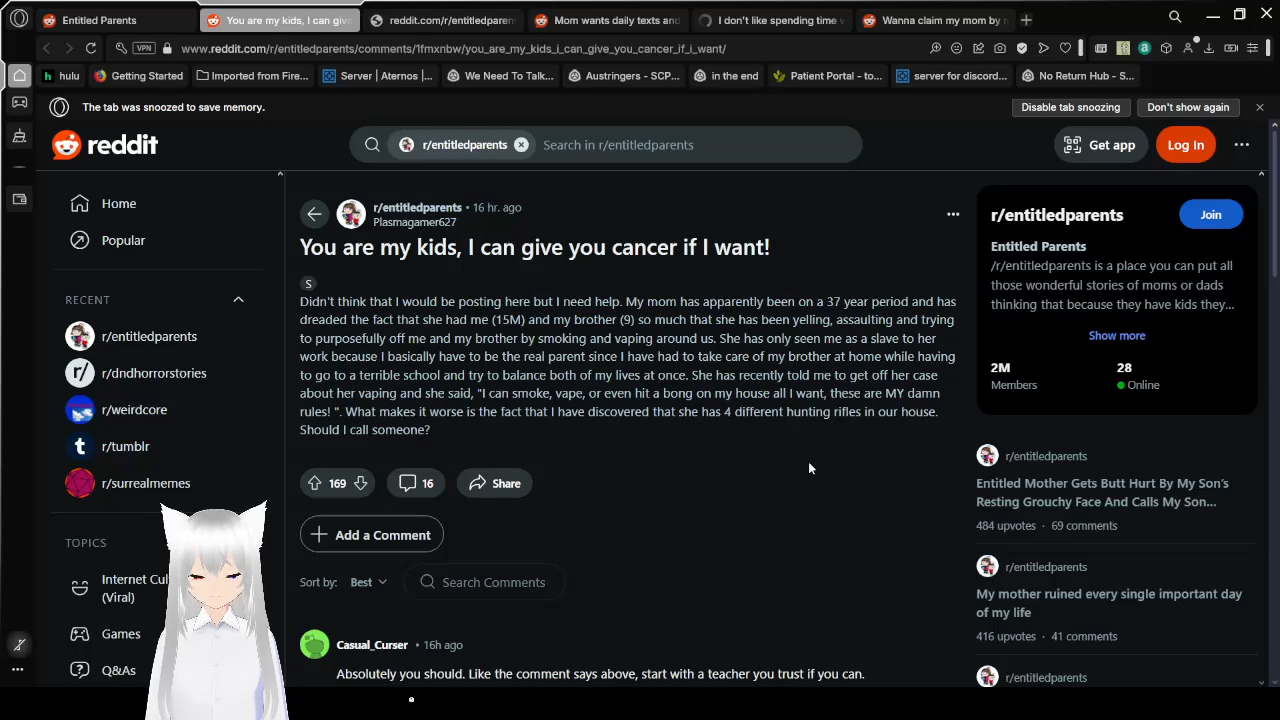 Entitled Parents
You are my kids, I can give
reddit.com/r/entitledparent
Mom wants daily texts and
I don't like spending time w
Wanna claim my mom by n
VPN
www.reddit.com/r/entitledparents/comments/1fmxnbw/you_are_my_kids_i_can_give_you_cancer_if_i_want/
hulu
Getting Started
Imported from Fire...
Server | Aternos |...
We Need To Talk...
Austringers - SCP...
in the end
Patient Portal - to...
server for discord...
No Return Hub - S...
The tab was snoozed to save memory.
Disable tab snoozing
Don't show again
reddit
r/entitledparents
Search in r/entitledparents
Get app
Log In
Home
Popular
RECENT
r/entitledparents
r/dndhorrorstories
r/weirdcore
r/tumblr
r/surrealmemes
TOPICS
Internet Cul
(Viral)
Games
Q&As
r/entitledparents • 16 hr. ago
Plasmagamer627
You are my kids, I can give you cancer if I want!
S
Didn't think that I would be posting here but I need help. My mom has apparently been on a 37 year period and has
dreaded the fact that she had me (15M) and my brother (9) so much that she has been yelling, assaulting and trying
to purposefully off me and my brother by smoking and vaping around us. She has only seen me as a slave to her
work because I basically have to be the real parent since I have had to take care of my brother at home while having
to go to a terrible school and try to balance both of my lives at once. She has recently told me to get off her case
about her vaping and she said, "I can smoke, vape, or even hit a bong on my house all I want, these are MY damn
rules! ". What makes it worse is the fact that I have discovered that she has 4 different hunting rifles in our house.
Should I call someone?
169
16
Share
Add a Comment
Sort by:
Best
Search Comments
Casual_Curser • 16h ago
Absolutely you should. Like the comment says above, start with a teacher you trust if you can.
r/entitledparents
Join
Entitled Parents
/r/entitledparents is a place you can put all
those wonderful stories of moms or dads
thinking that because they have kids they...
Show more
2M
28
Members
Online
r/entitledparents
Entitled Mother Gets Butt Hurt By My Son's
Resting Grouchy Face And Calls My Son...
484 upvotes · 69 comments
r/entitledparents
My mother ruined every single important day
of my life
416 upvotes · 41 comments
r/entitledparents